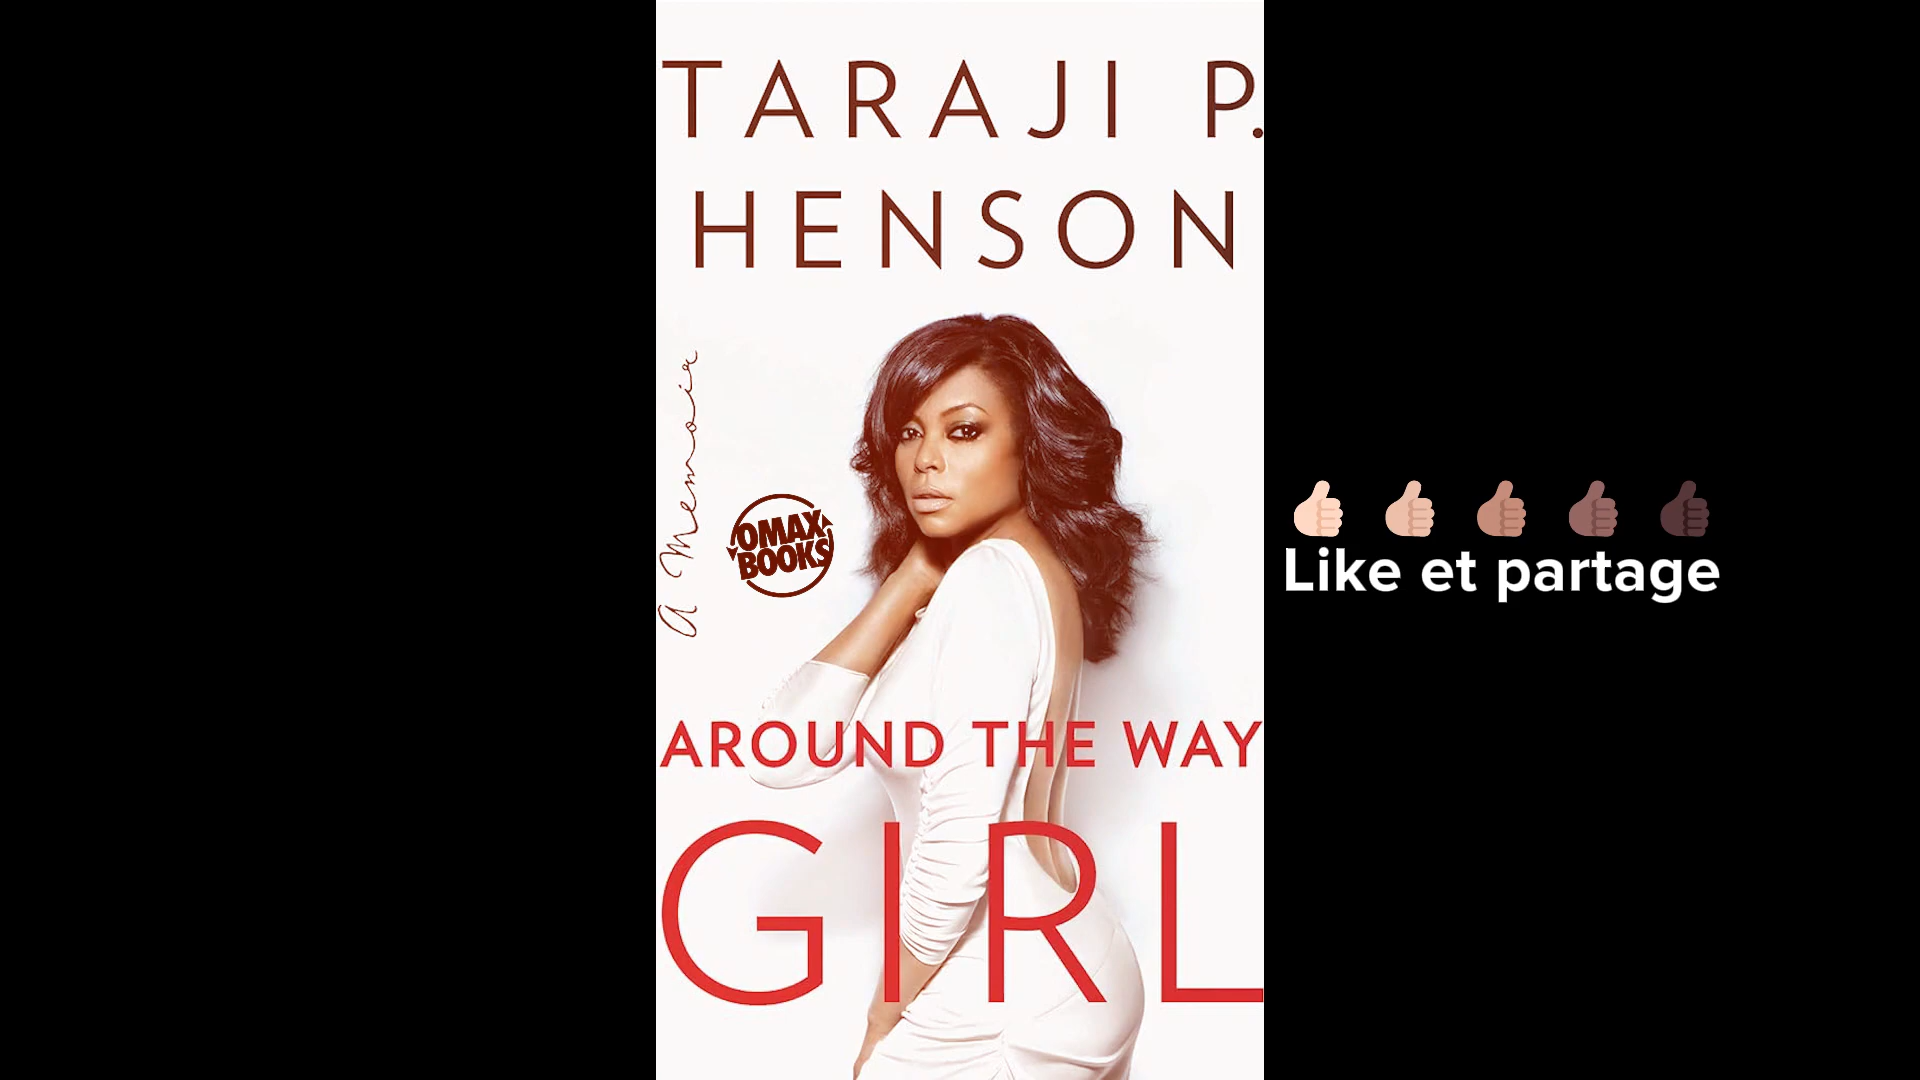 TARAJI P.
HENSON
A Memoir
OMAX
BOOKS
AROUND THE WAY
GIRL
Like et partage